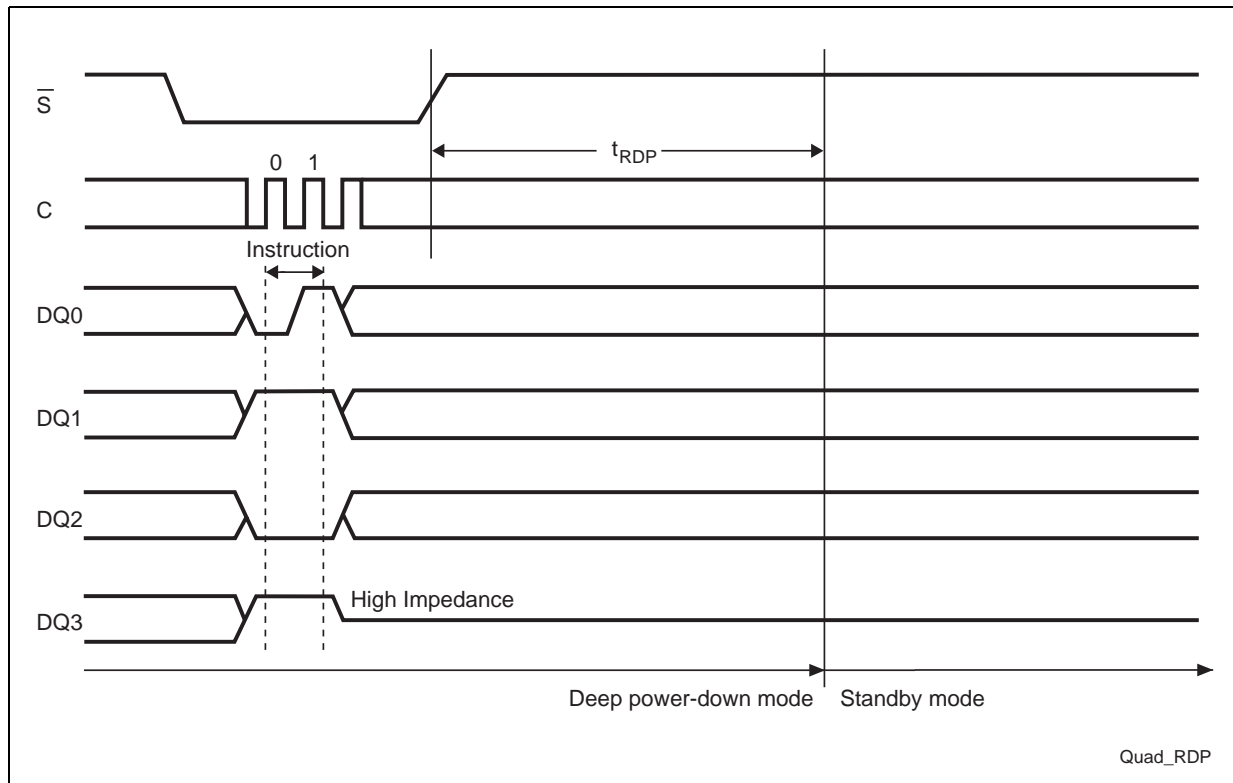 S
t_RDP
0 1
C
Instruction
DQ0
DQ1
DQ2
High Impedance
DQ3
Deep power-down mode Standby mode
Quad_RDP